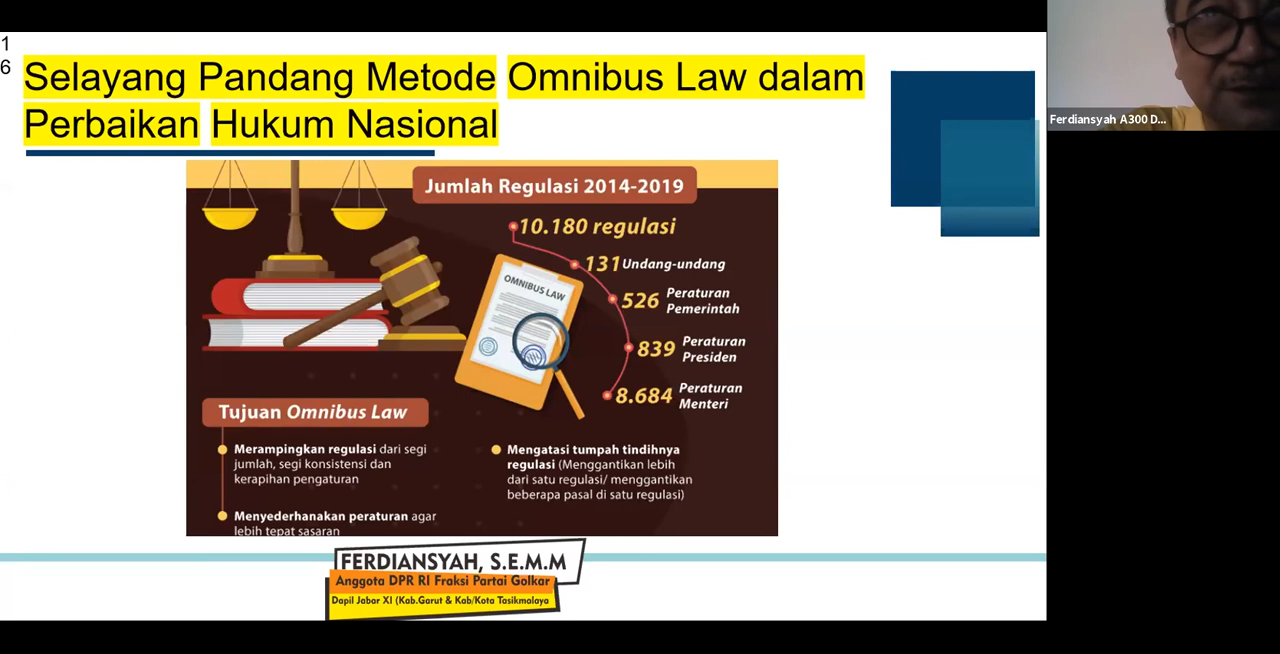 1
6
Selayang Pandang Metode Omnibus Law dalam
Perbaikan Hukum Nasional
Ferdiansyah A300 D...
Jumlah Regulasi 2014-2019
10.180 regulasi
131 Undang-undang
526 Peraturan
Pemerintah
839 Peraturan
Presiden
8.684 Peraturan
Menteri
OMNIBUS LAW
Tujuan Omnibus Law
Merampingkan regulasi dari segi
jumlah, segi konsistensi dan
kerapihan pengaturan
Menyederhanakan peraturan agar
lebih tepat sasaran
Mengatasi tumpah tindihnya
regulasi (Menggantikan lebih
dari satu regulasi/ menggantikan
beberapa pasal di satu regulasi)
FERDIANSYAH, S.E.M.M
Anggota DPR RI Fraksi Partai Golkar
Dapil Jabar XI (Kab.Garut & Kab/Kota Tasikmalaya